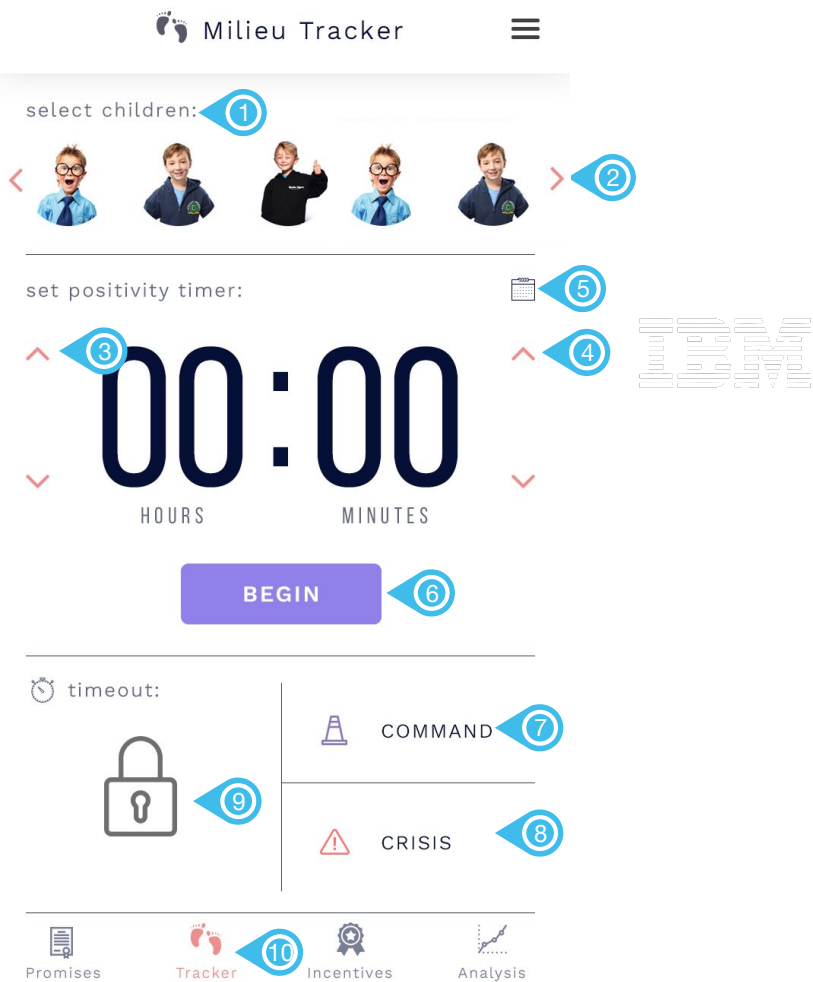 Milieu Tracker
select children:
1
2
set positivity timer:
5
3
4
00:00
IBM
HOURS MINUTES
BEGIN
6
timeout:
COMMAND
7
9
CRISIS
8
10
Promises Tracker Incentives Analysis